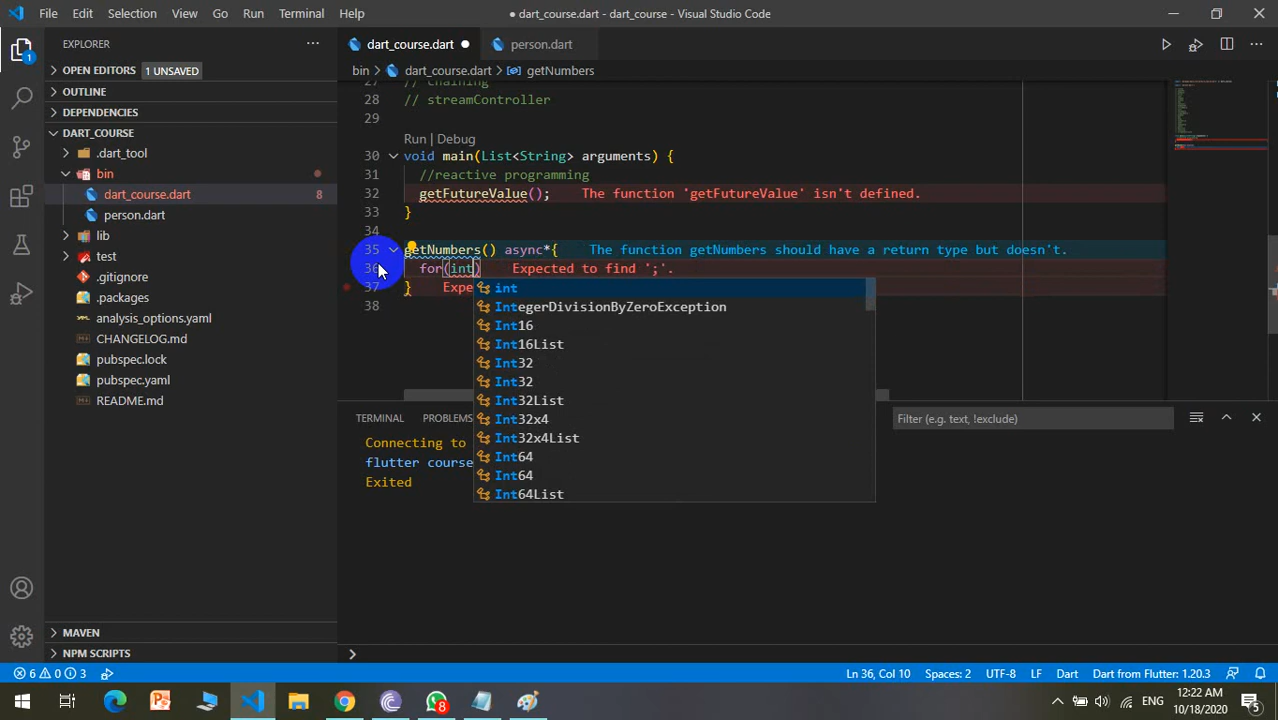 File Edit Selection View Go Run Terminal Help
● dart_course.dart - dart_course - Visual Studio Code
EXPLORER
OPEN EDITORS 1 UNSAVED
OUTLINE
DEPENDENCIES
DART_COURSE
.dart_tool
bin
dart_course.dart 8
person.dart
lib
test
.gitignore
.packages
analysis_options.yaml
CHANGELOG.md
pubspec.lock
pubspec.yaml
README.md
MAVEN
NPM SCRIPTS
dart_course.dart ●
person.dart
bin > dart_course.dart > getNumbers
27 // chaining
28 // streamController
29
Run | Debug
30 void main(List<String> arguments) {
31 //reactive programming
32 getFutureValue(); The function 'getFutureValue' isn't defined.
33 }
34
35 getNumbers() async*{ The function getNumbers should have a return type but doesn't.
36 for(int) Expected to find ';'.
37 } Expe
38
int
IntegerDivisionByZeroException
Int16
Int16List
Int32
Int32
Int32List
Int32x4
Int32x4List
Int64
Int64
Int64List
TERMINAL PROBLEMS
Filter (e.g. text, !exclude)
Connecting to
flutter course
Exited
6 0 3
Ln 36, Col 10 Spaces: 2 UTF-8 LF Dart Dart from Flutter: 1.20.3
8
ENG
12:22 AM
10/18/2020
5
1